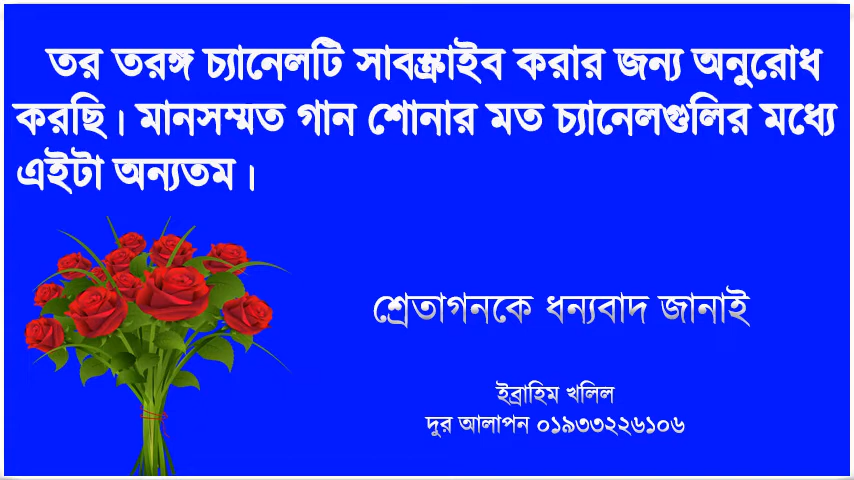 তর তরঙ্গ চ্যানেলটি সাবস্ক্রাইব করার জন্য অনুরোধ
করছি। মানসম্মত গান শোনার মত চ্যানেলগুলির মধ্যে
এইটা অন্যতম।
শ্রেতাগনকে ধন্যবাদ জানাই
ইব্রাহিম খলিল
দুর আলাপন ০১৯৩৩২২৬১০৬